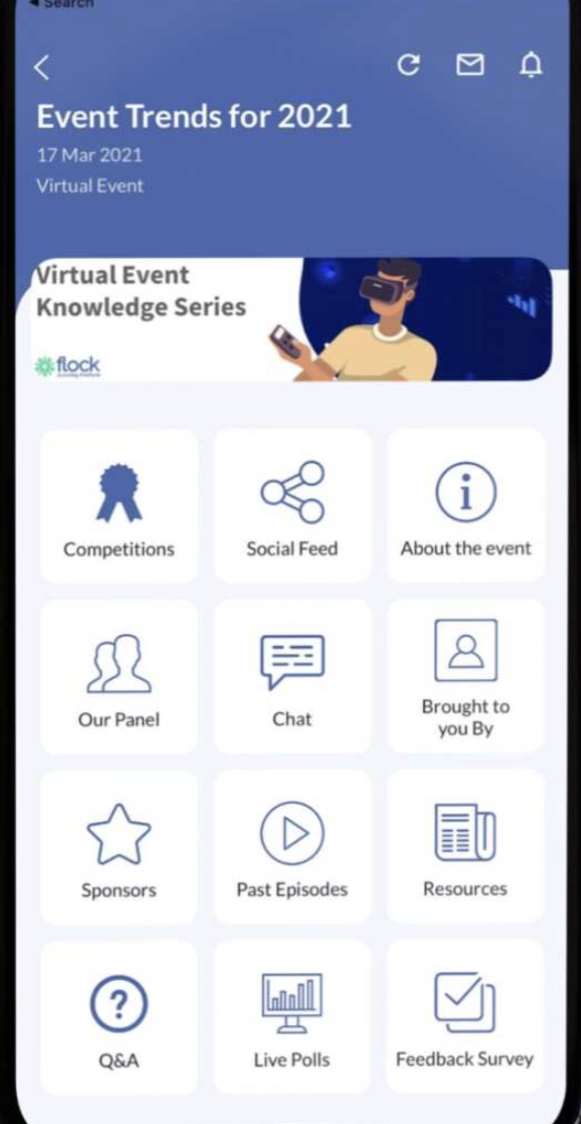 Search
Event Trends for 2021
17 Mar 2021
Virtual Event
Virtual Event
Knowledge Series
flock
Competitions
Social Feed
About the event
Our Panel
Chat
Brought to
you By
Sponsors
Past Episodes
Resources
Q&A
Live Polls
Feedback Survey